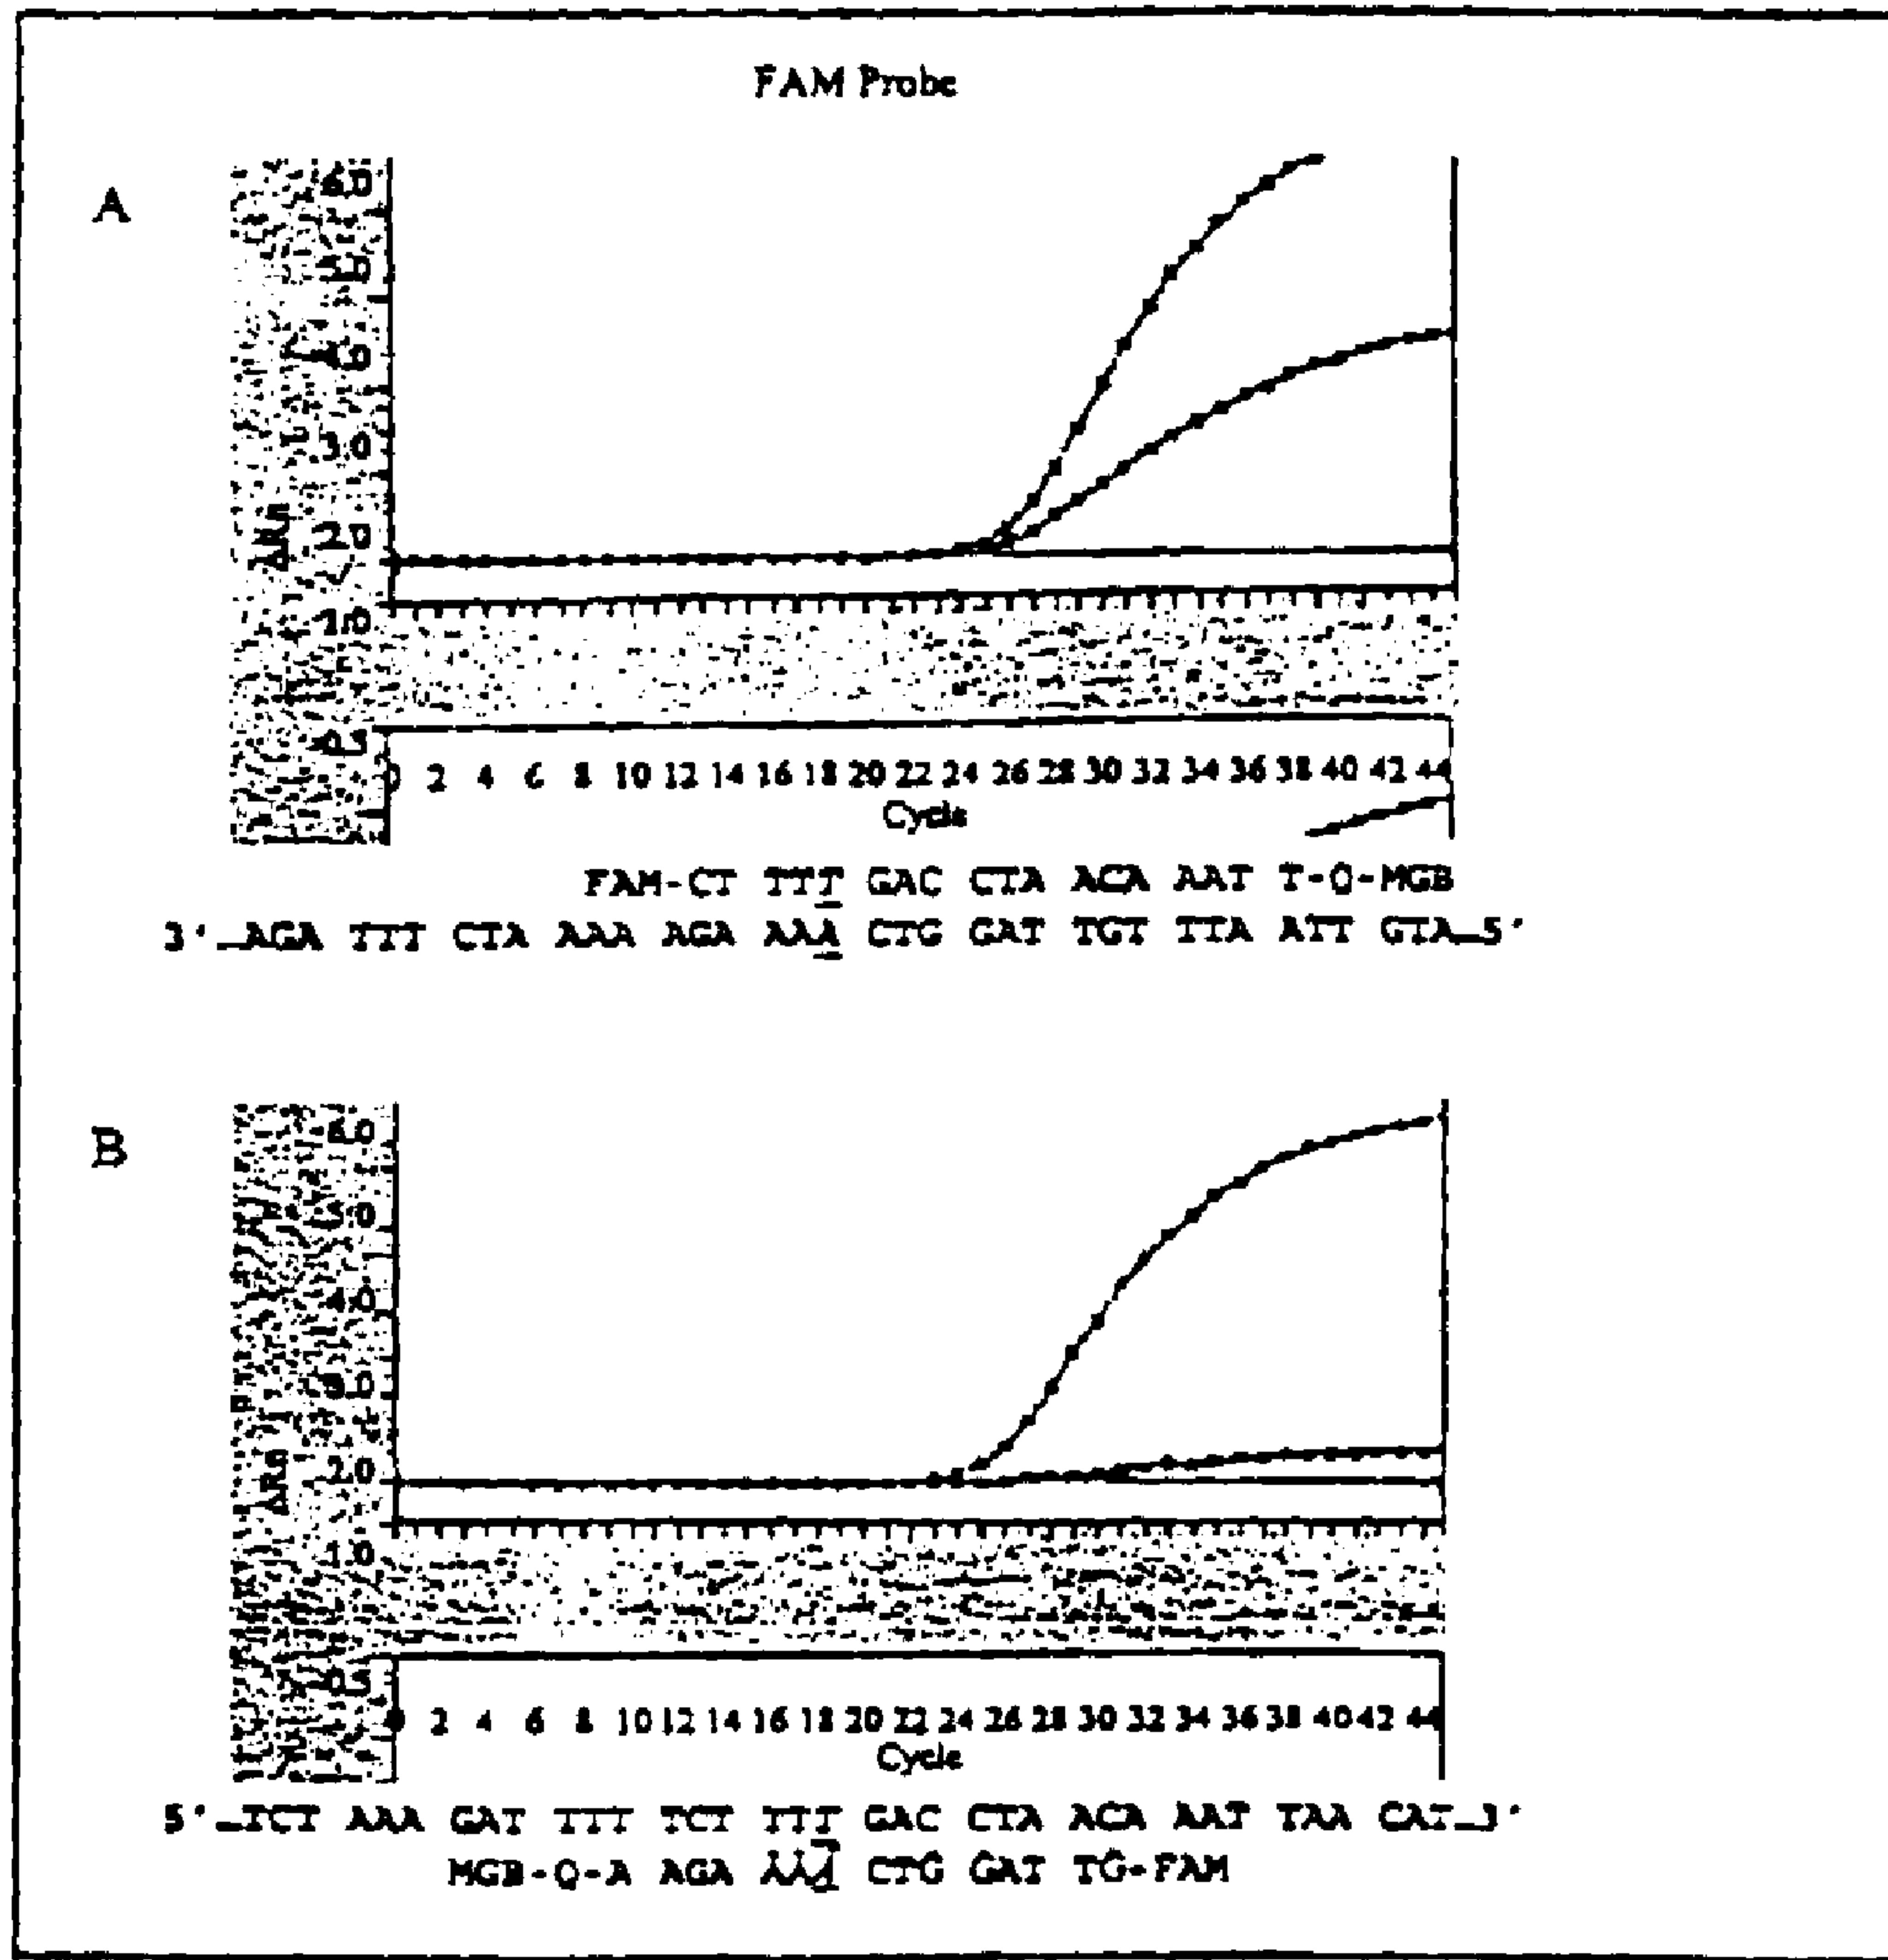 FAM Probe
A
6.0
5.0
4.0
3.0
ΔRn
2.0
1.0
0.5
0 2 4 6 8 10 12 14 16 18 20 22 24 26 28 30 32 34 36 38 40 42 44
Cycle
FAM-CT TTT GAC CTA ACA AAT T-Q-MGB
3'_AGA TTT CTA AAA AGA AAA CTG GAT TGT TTA ATT GTA_5'
B
6.0
5.0
4.0
3.0
ΔRn
2.0
1.0
0.5
0 2 4 6 8 10 12 14 16 18 20 22 24 26 28 30 32 34 36 38 40 42 44
Cycle
5'_TCT AAA GAT TTT TCT TTT GAC CTA ACA AAT TAA CAT_3'
MGB-Q-A AGA AAA CTG GAT TG-FAM